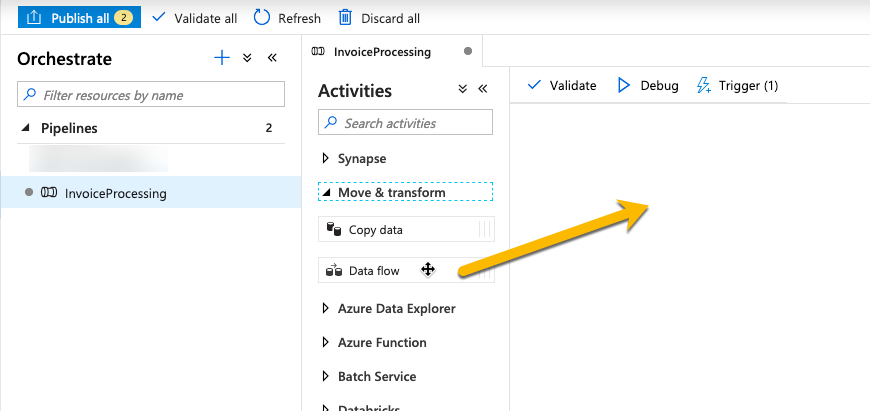 Publish all 2 Validate all Refresh Discard all
Orchestrate
Filter resources by name
Pipelines 2
InvoiceProcessing
InvoiceProcessing
Activities
Search activities
Synapse
Move & transform
Copy data
Data flow
Azure Data Explorer
Azure Function
Batch Service
Databricks
Validate Debug Trigger (1)